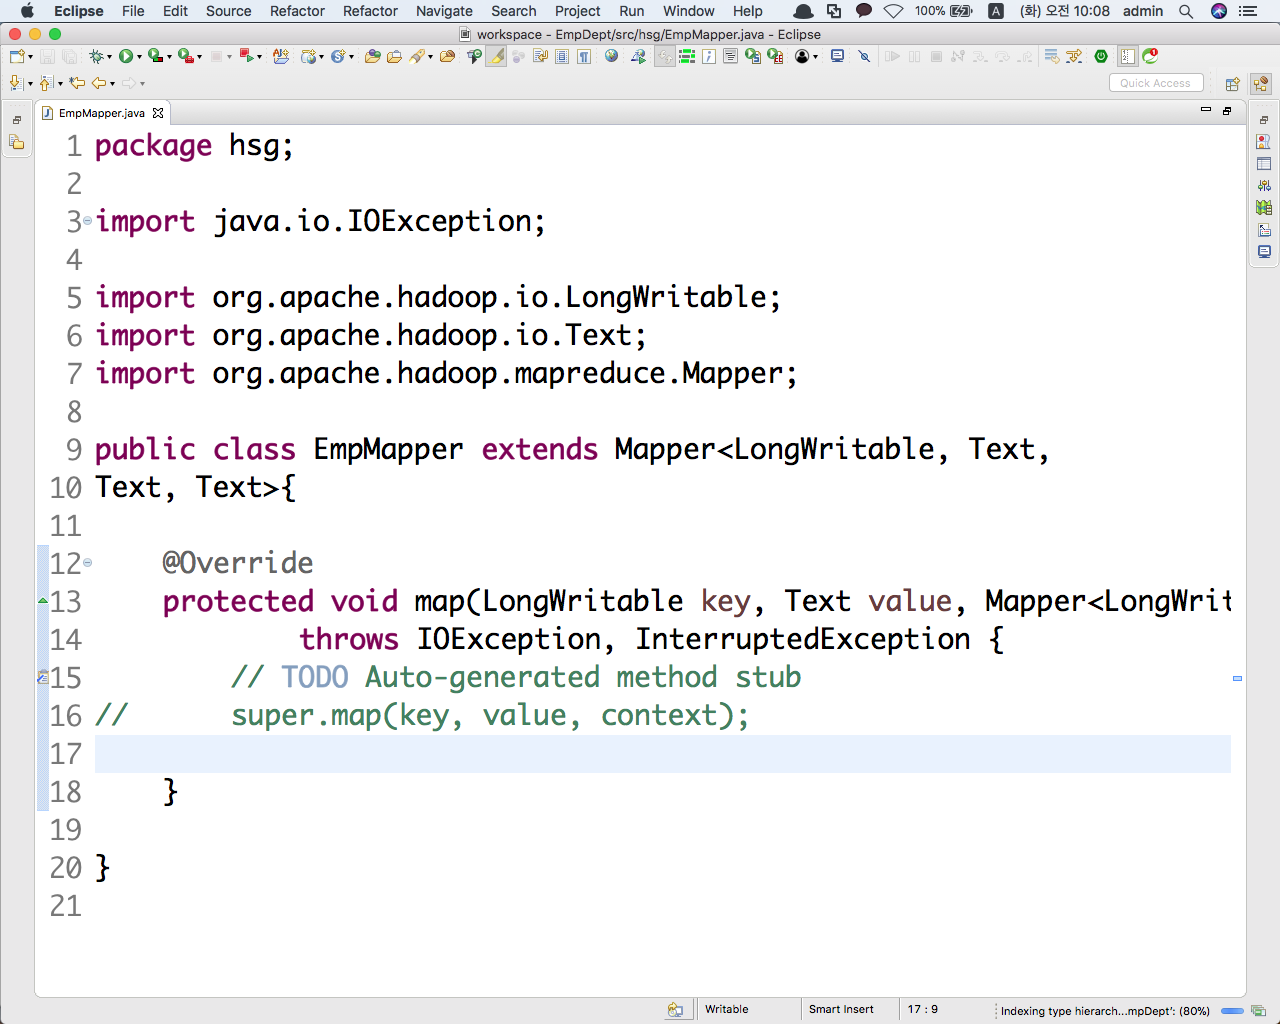 Eclipse File Edit Source Refactor Refactor Navigate Search Project Run Window Help 100% A (화) 오전 10:08 admin
workspace - EmpDept/src/hsg/EmpMapper.java - Eclipse
Quick Access
EmpMapper.java
1 package hsg;
2
3 import java.io.IOException;
4
5 import org.apache.hadoop.io.LongWritable;
6 import org.apache.hadoop.io.Text;
7 import org.apache.hadoop.mapreduce.Mapper;
8
9 public class EmpMapper extends Mapper<LongWritable, Text,
10 Text, Text>{
11
12 @Override
13 protected void map(LongWritable key, Text value, Mapper<LongWrit
14 throws IOException, InterruptedException {
15 // TODO Auto-generated method stub
16 // super.map(key, value, context);
17
18 }
19
20 }
21
Writable Smart Insert 17 : 9 Indexing type hierarch...mpDept': (80%)